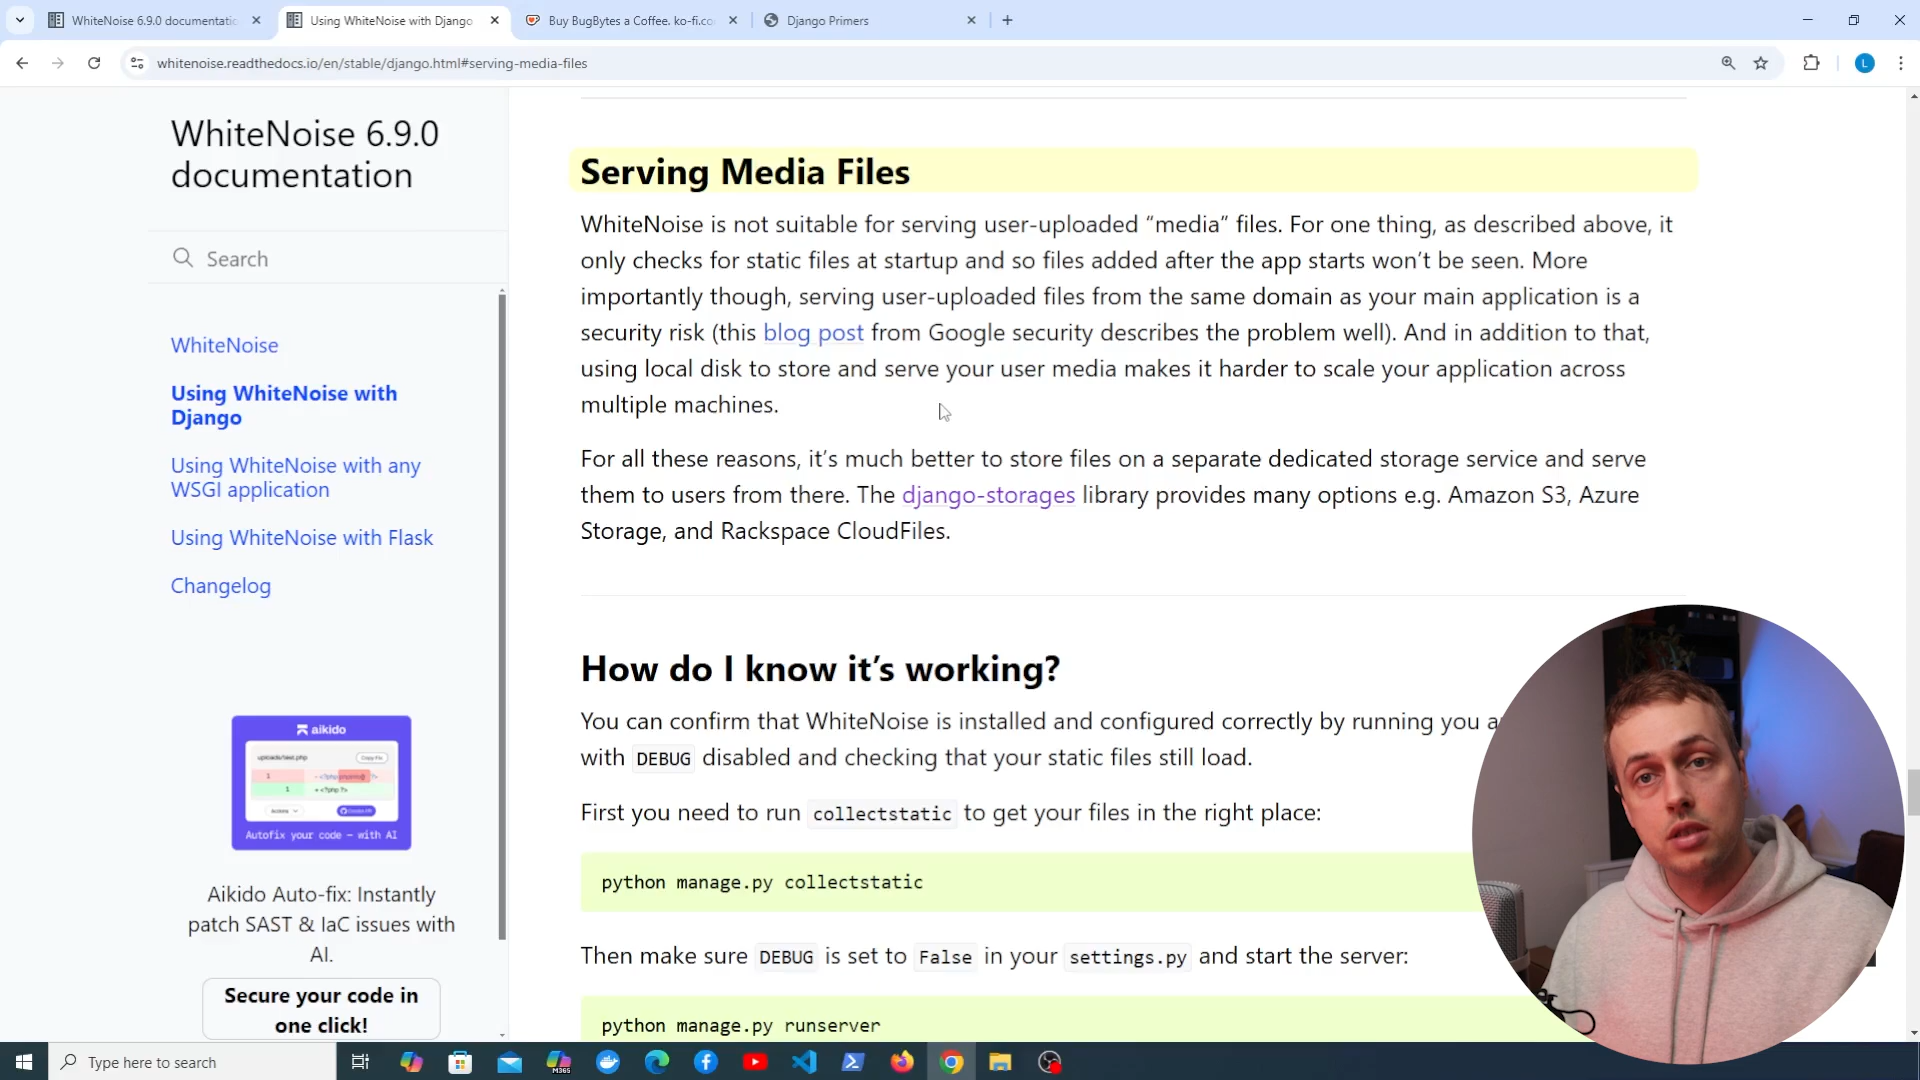 WhiteNoise 6.9.0 documentatio
Using WhiteNoise with Django
Buy BugBytes a Coffee. ko-fi.co
Django Primers
whitenoise.readthedocs.io/en/stable/django.html#serving-media-files
L
WhiteNoise 6.9.0
documentation
Search
WhiteNoise
Using WhiteNoise with
Django
Using WhiteNoise with any
WSGI application
Using WhiteNoise with Flask
Changelog
aikido
uploads/test.php
Copy Fix
Actions
Autofix your code – with AI
Aikido Auto-fix: Instantly
patch SAST & IaC issues with
AI.
Secure your code in
one click!
Serving Media Files
WhiteNoise is not suitable for serving user-uploaded “media” files. For one thing, as described above, it
only checks for static files at startup and so files added after the app starts won’t be seen. More
importantly though, serving user-uploaded files from the same domain as your main application is a
security risk (this blog post from Google security describes the problem well). And in addition to that,
using local disk to store and serve your user media makes it harder to scale your application across
multiple machines.
For all these reasons, it’s much better to store files on a separate dedicated storage service and serve
them to users from there. The django-storages library provides many options e.g. Amazon S3, Azure
Storage, and Rackspace CloudFiles.
How do I know it’s working?
You can confirm that WhiteNoise is installed and configured correctly by running you a
with DEBUG disabled and checking that your static files still load.
First you need to run collectstatic to get your files in the right place:
python manage.py collectstatic
Then make sure DEBUG is set to False in your settings.py and start the server:
python manage.py runserver
Type here to search
M365